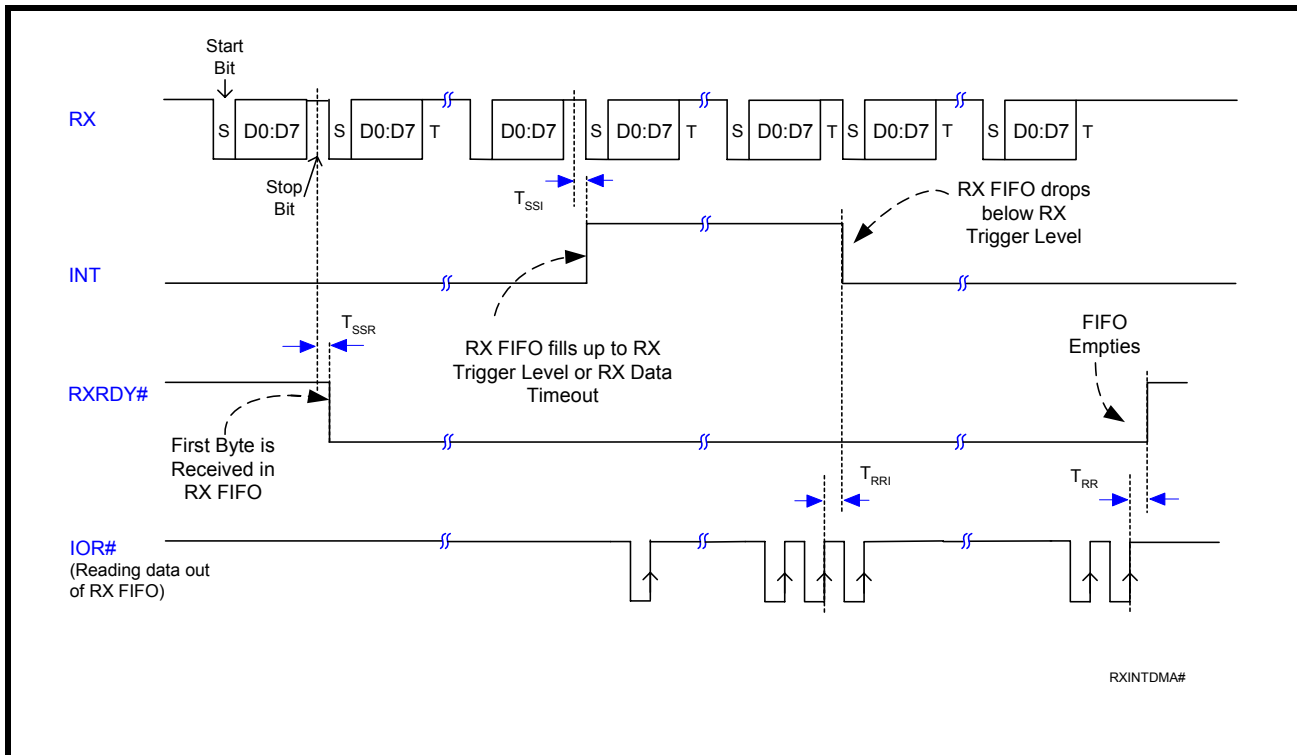 Start
Bit
RX
S
D0:D7
S
D0:D7
T
D0:D7
S
D0:D7
T
S
D0:D7
T
S
D0:D7
T
S
D0:D7
T
Stop
Bit
TSSI
RX FIFO drops
below RX
Trigger Level
INT
TSSR
RX FIFO fills up to RX
Trigger Level or RX Data
Timeout
FIFO
Empties
RXRDY#
First Byte is
Received in
RX FIFO
TRRI
TRR
IOR#
(Reading data out
of RX FIFO)
RXINTDMA#